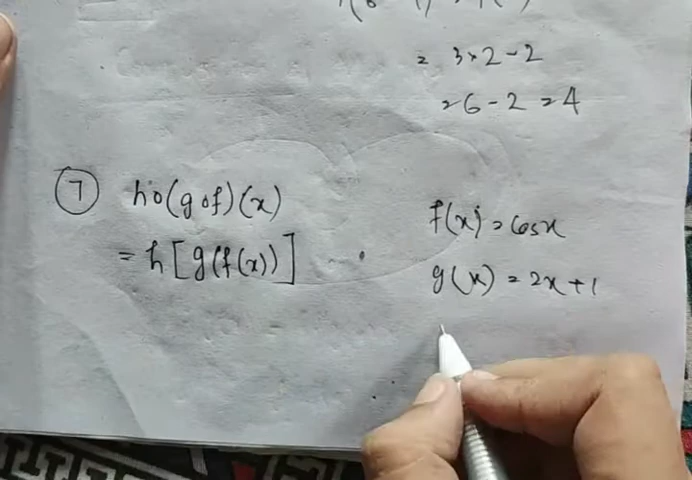 = 3×2-2
= 6-2 = 4
7 ho(gof)(x)
= h[g(f(x))]
f(x) = cosx
g(x) = 2x+1